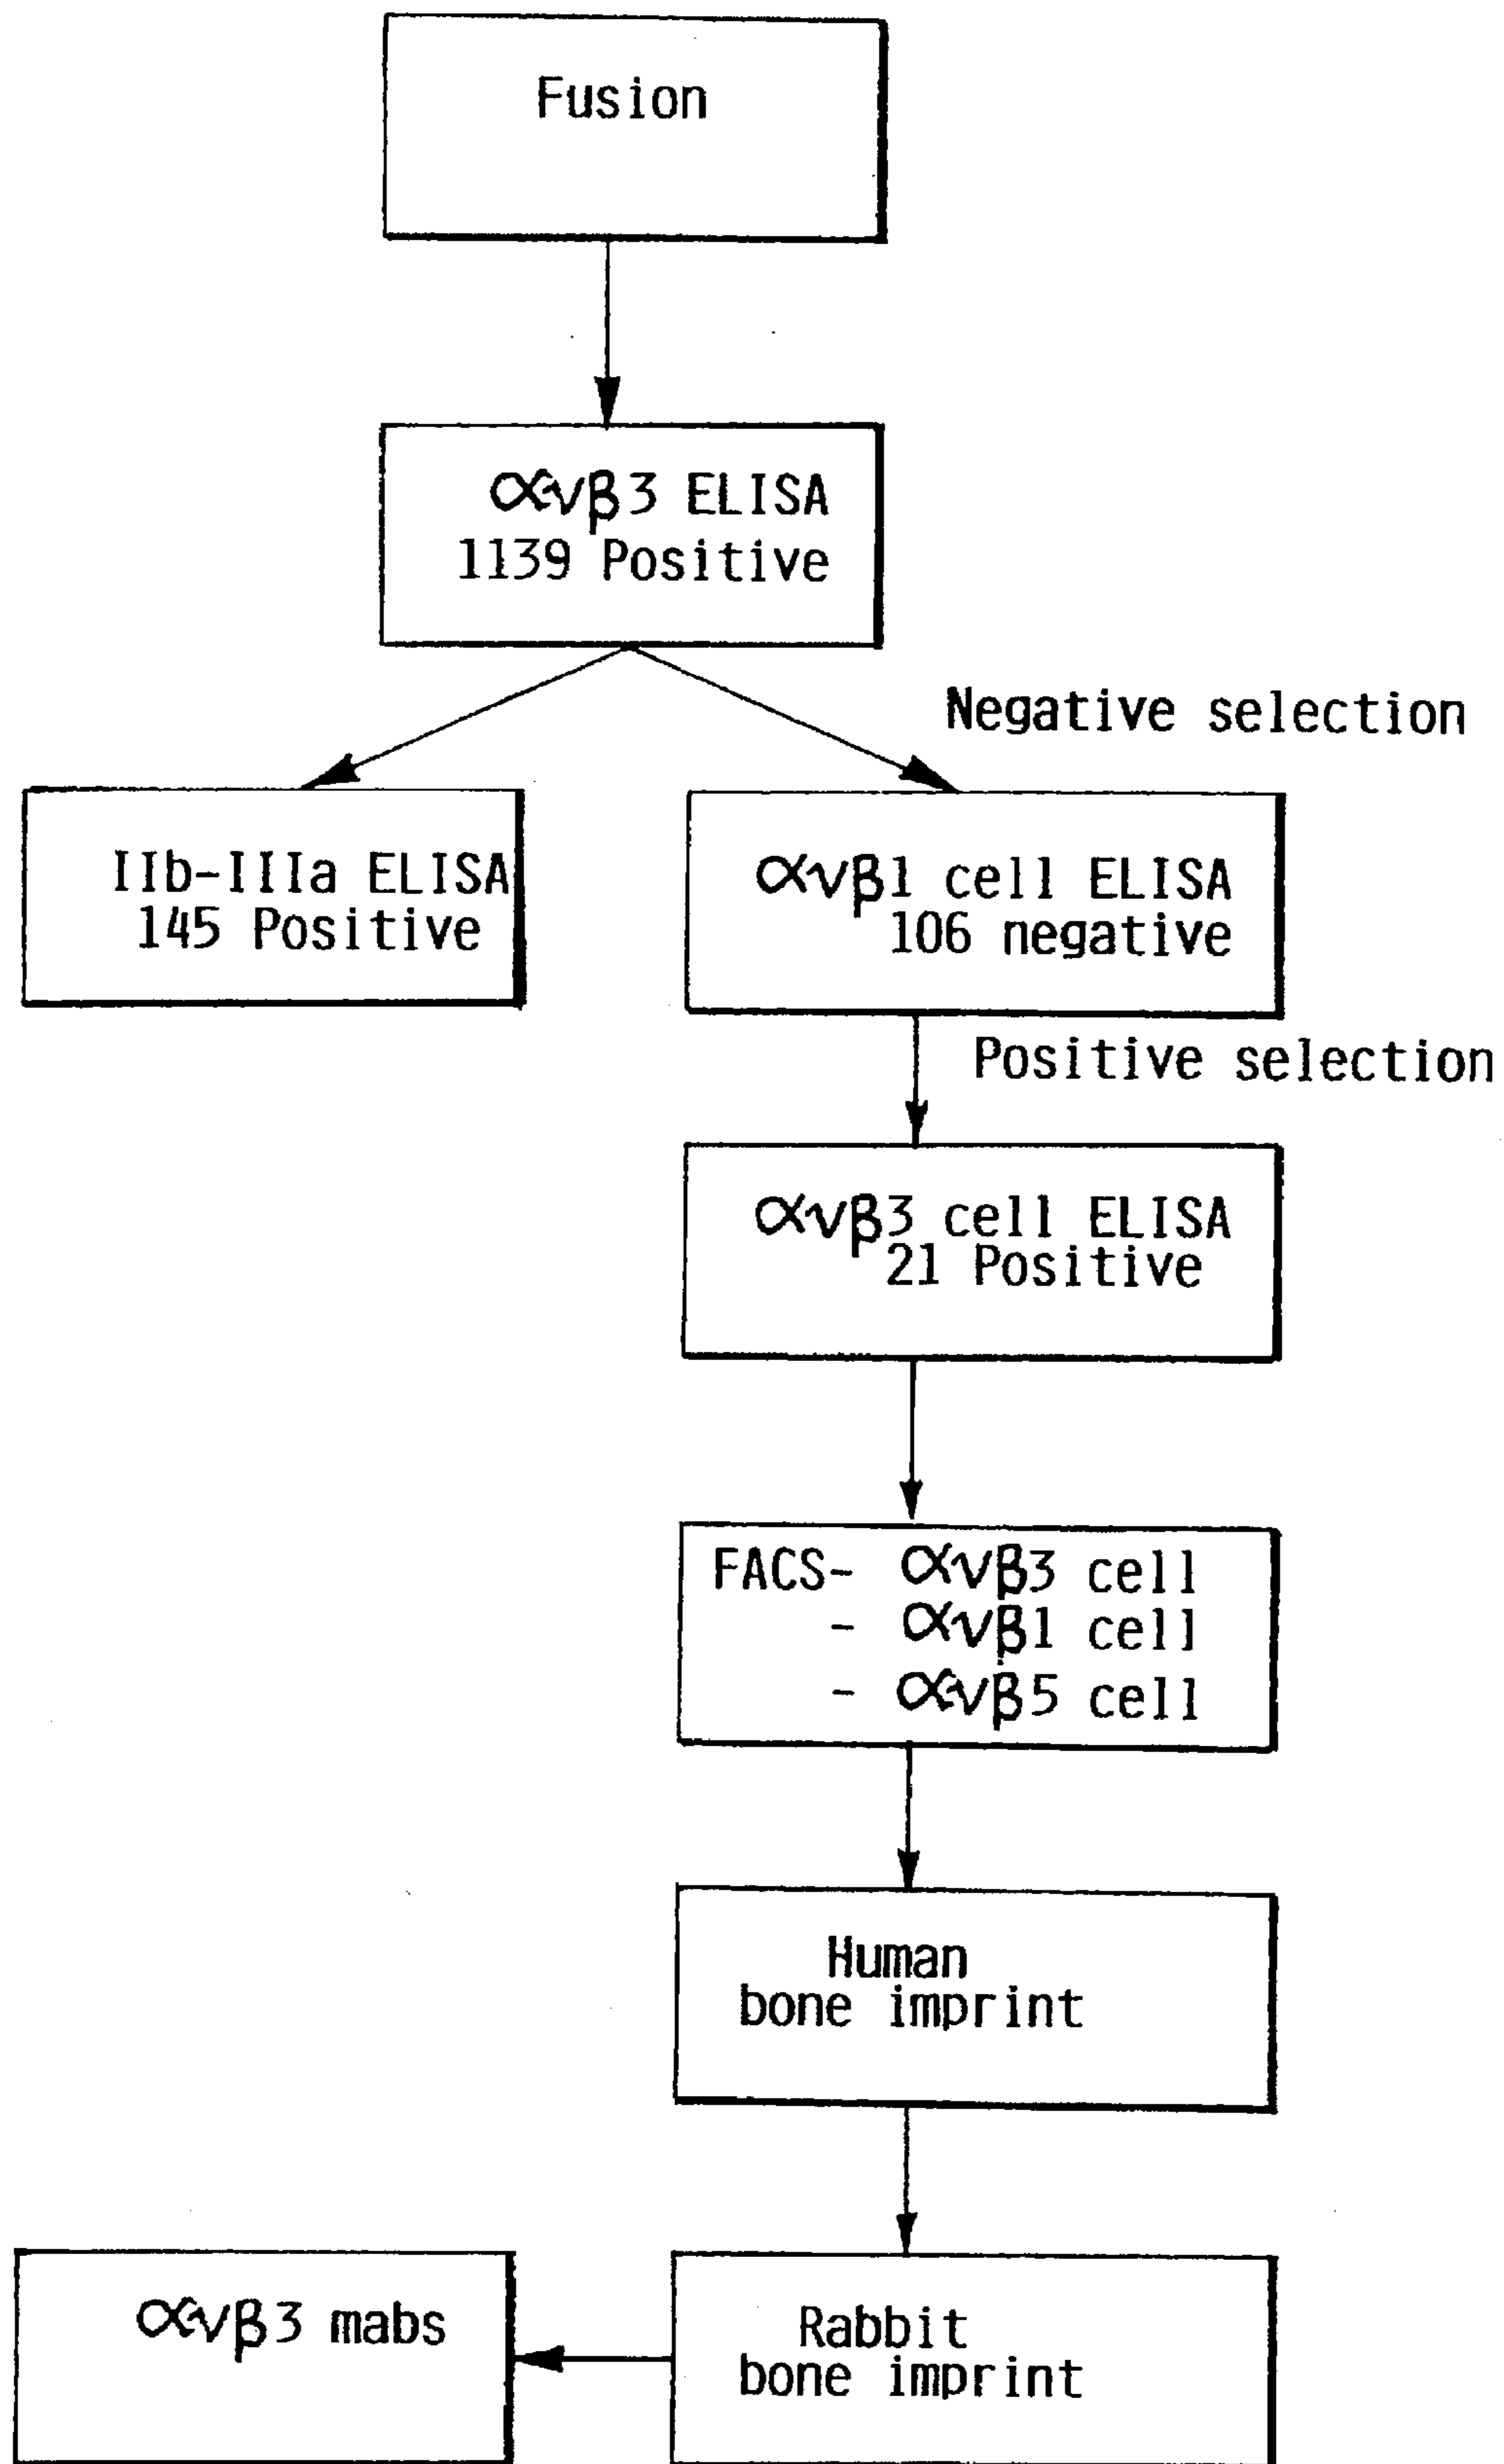 Fusion
αvβ3 ELISA
1139 Positive
Negative selection
IIb-IIIa ELISA
145 Positive
αvβ1 cell ELISA
106 negative
Positive selection
αvβ3 cell ELISA
21 Positive
FACS- αvβ3 cell
- αvβ1 cell
- αvβ5 cell
Human
bone imprint
αvβ3 mabs
Rabbit
bone imprint